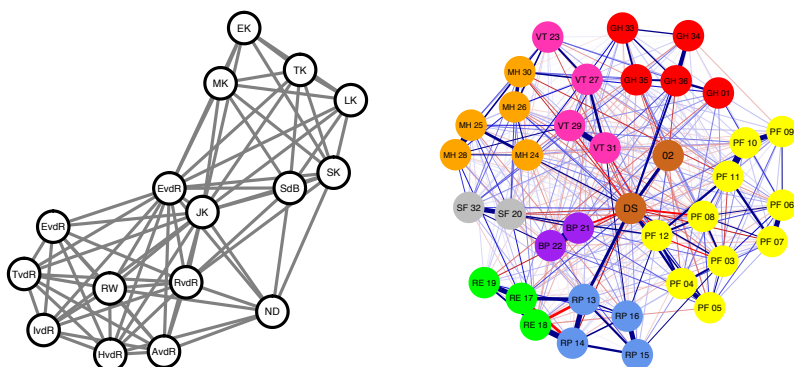 EK
TK
MK
LK
SK
EvdR
SdB
JK
EvdR
TvdR
RW
RvdR
IvdR
ND
HvdR
AvdR
VT 23
GH 33
GH 34
MH 30
VT 27
GH 35
GH 36
GH 01
MH 26
MH 25
VT 29
PF 09
PF 10
MH 28
MH 24
VT 31
02
PF 11
SF 32
SF 20
DS
PF 08
PF 06
BP 21
PF 12
BP 22
PF 07
PF 03
RE 19
PF 04
RE 17
RP 13
PF 05
RE 18
RP 16
RP 14
RP 15